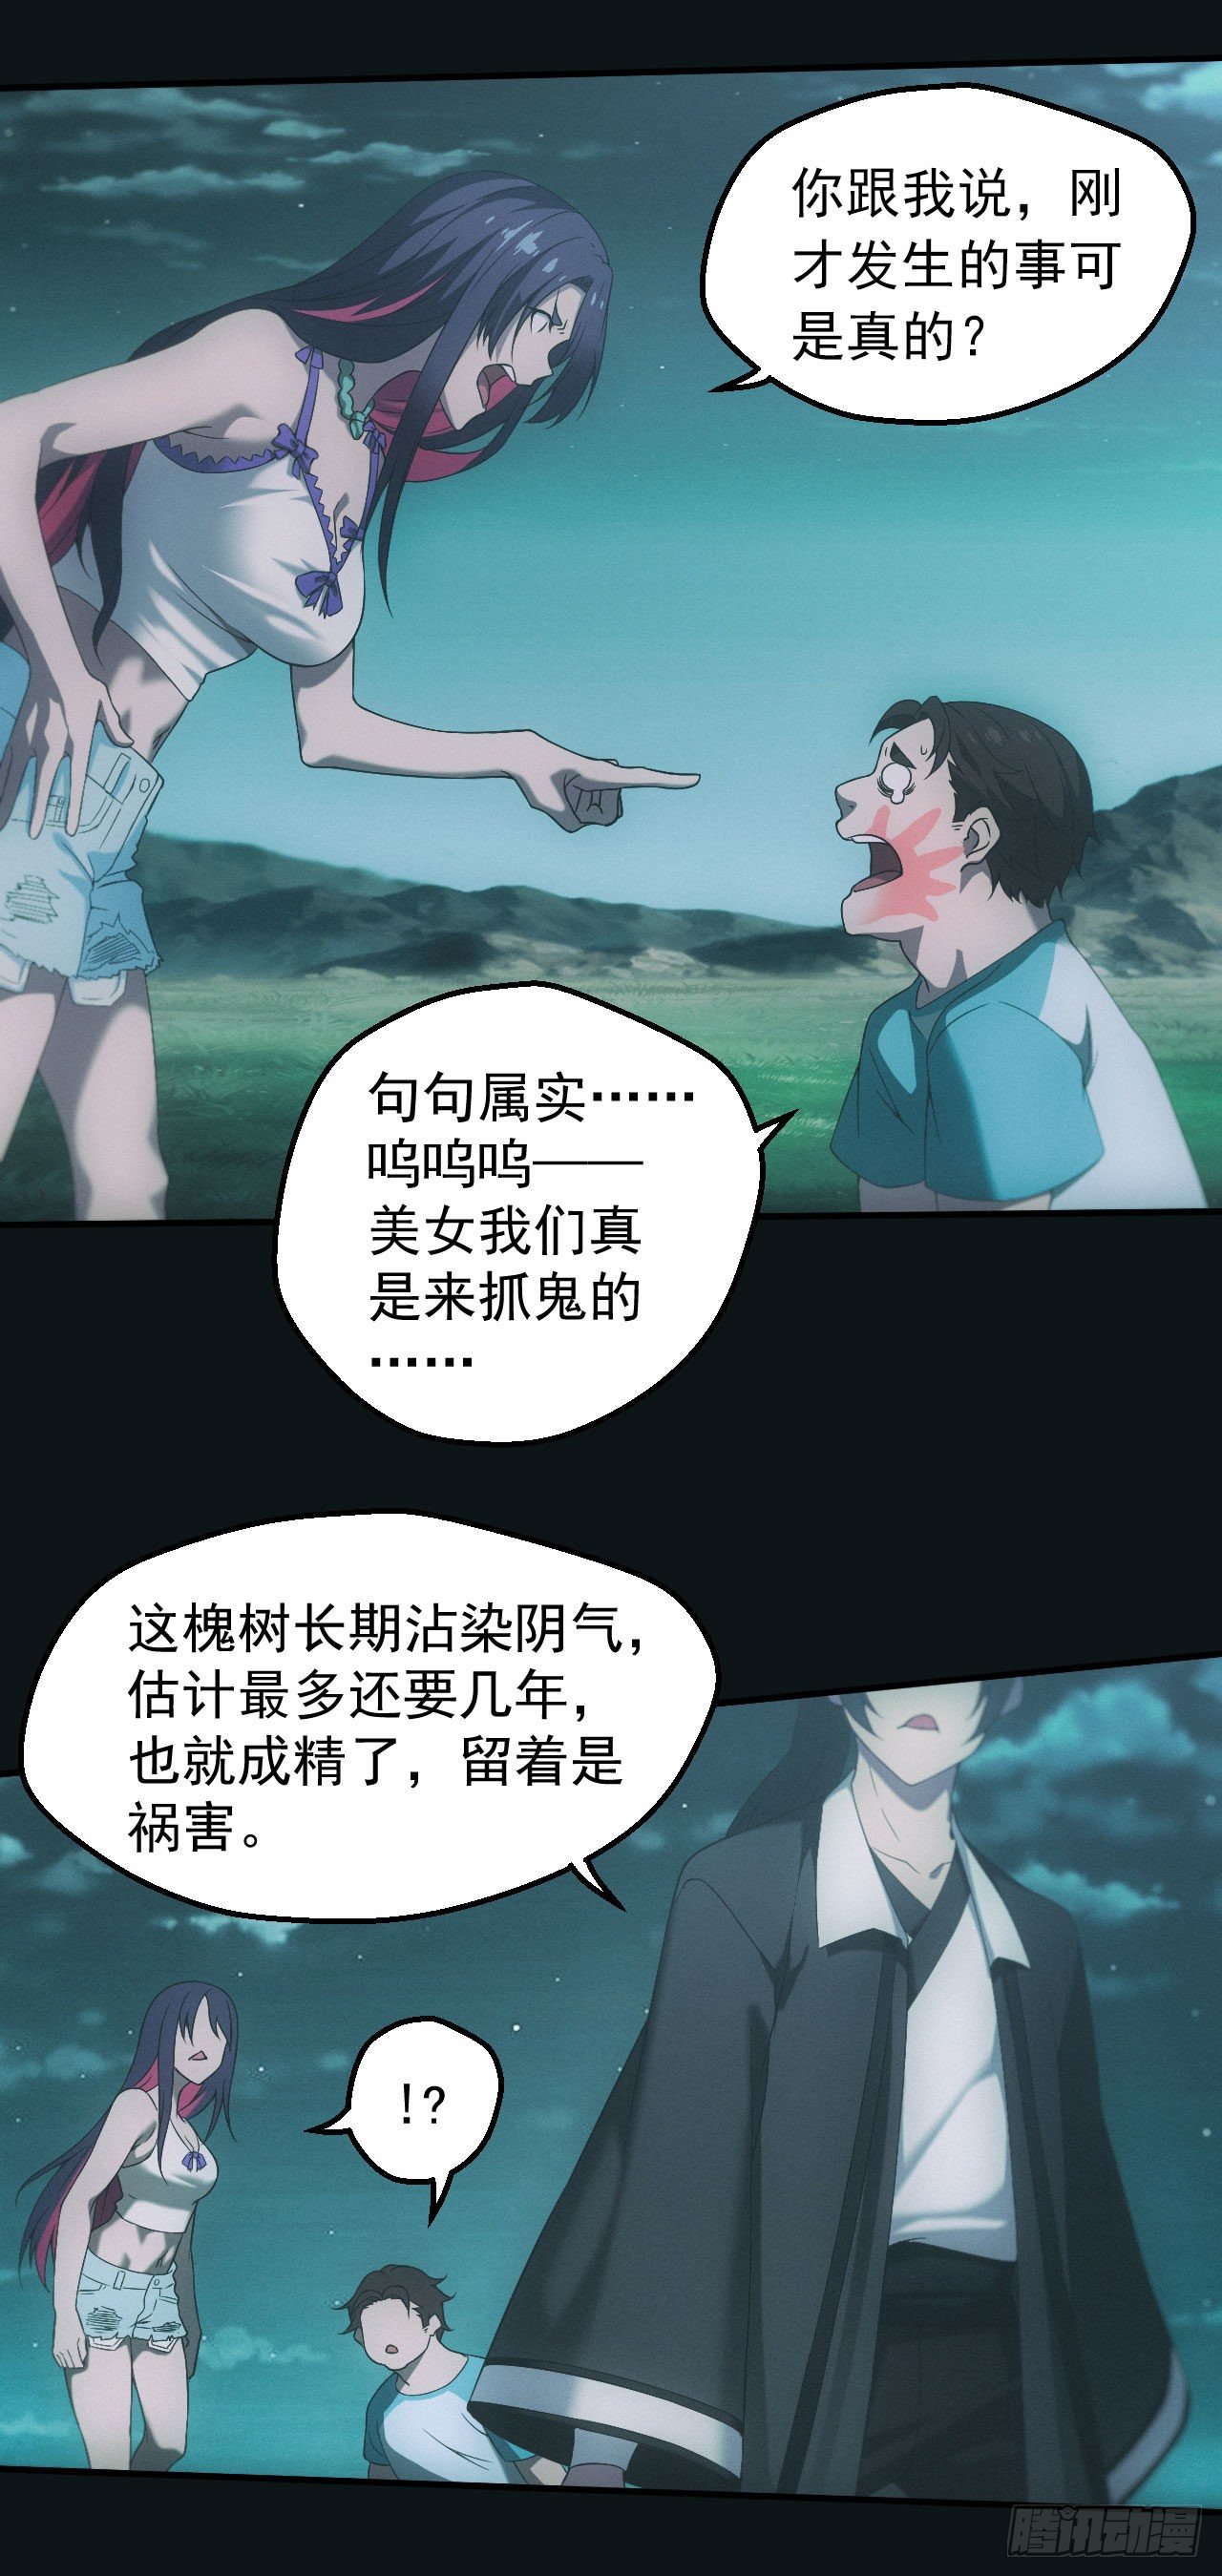 你跟我说，刚
才发生的事可
是真的？
句句属实……
呜呜呜——
美女我们真
是来抓鬼的
……
这槐树长期沾染阴气，
估计最多还要几年，
也就成精了，留着是
祸害。
！？
腾讯动漫